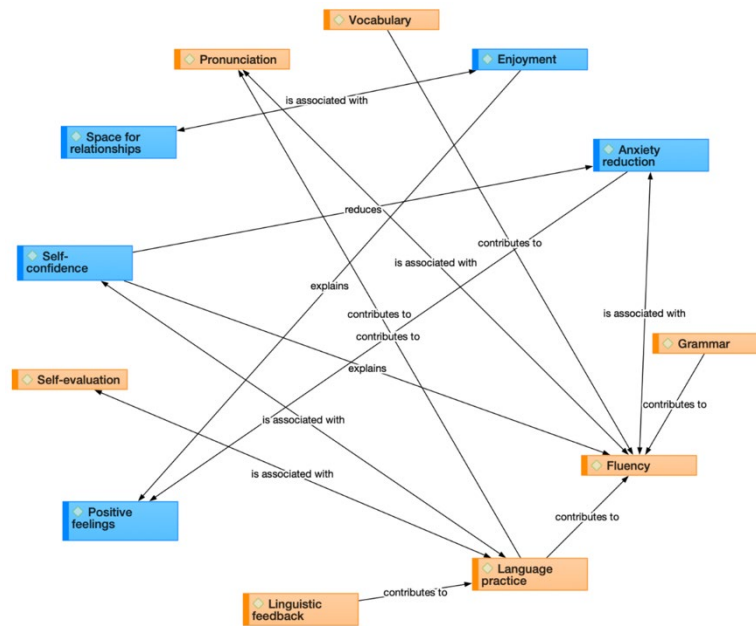 Vocabulary
Pronunciation
Enjoyment
is associated with
Space for
relationships
Anxiety
reduction
reduces
contributes to
Self-
confidence
is associated with
explains
contributes to
is associated with
contributes to
Grammar
explains
Self-evaluation
contributes to
is associated with
Fluency
is associated with
Positive
feelings
contributes to
Language
practice
contributes to
Linguistic
feedback